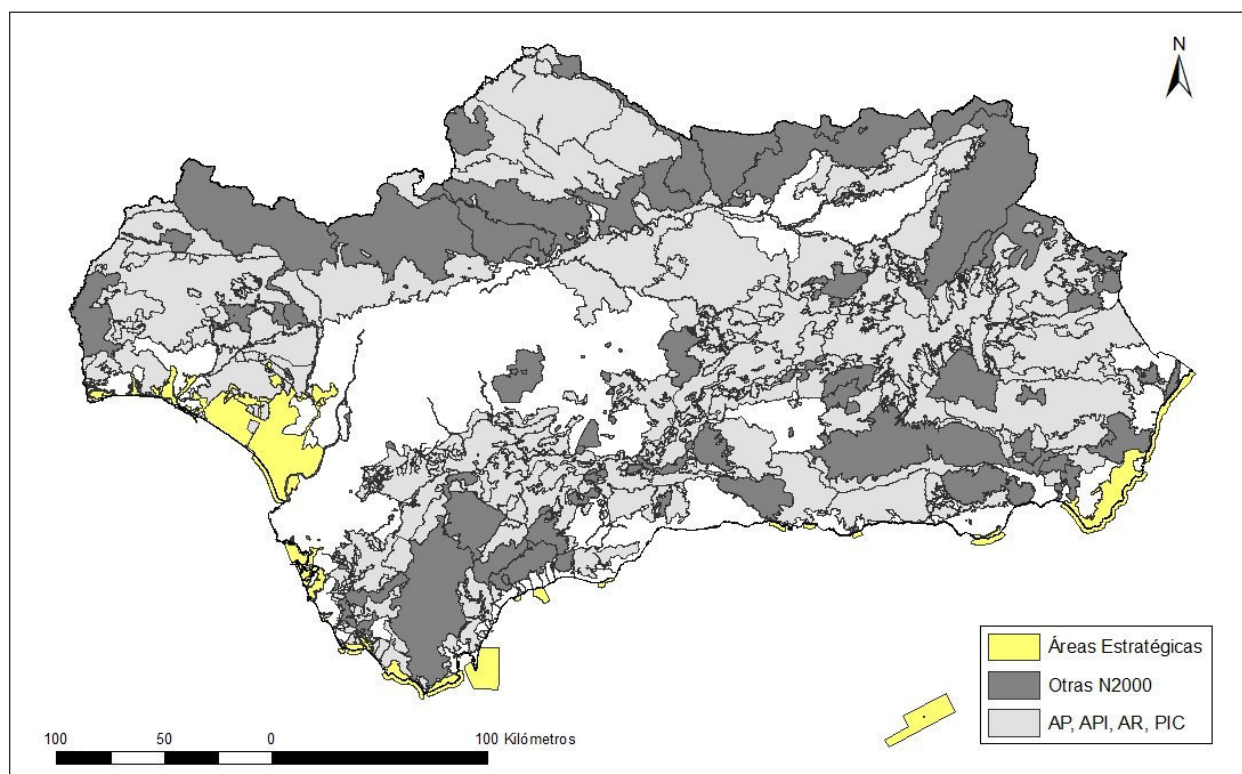 N
Áreas Estratégicas
Otras N2000
AP, API, AR, PIC
100 50 0 100 Kilómetros